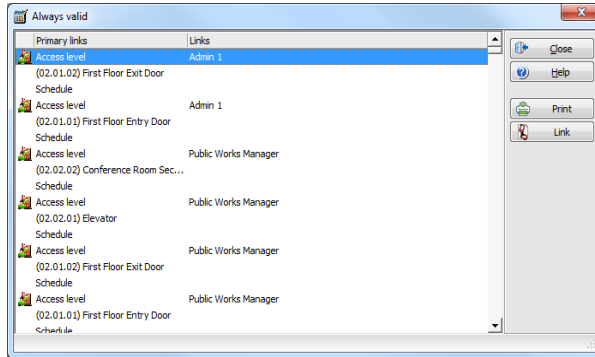 Always valid
Primary links Links
Access level Admin 1
(02.01.02) First Floor Exit Door
Schedule
Access level Admin 1
(02.01.01) First Floor Entry Door
Schedule
Access level Public Works Manager
(02.02.02) Conference Room Sec...
Schedule
Access level Public Works Manager
(02.02.01) Elevator
Schedule
Access level Public Works Manager
(02.01.02) First Floor Exit Door
Schedule
Access level Public Works Manager
(02.01.01) First Floor Entry Door
Schedule
Close
Help
Print
Link